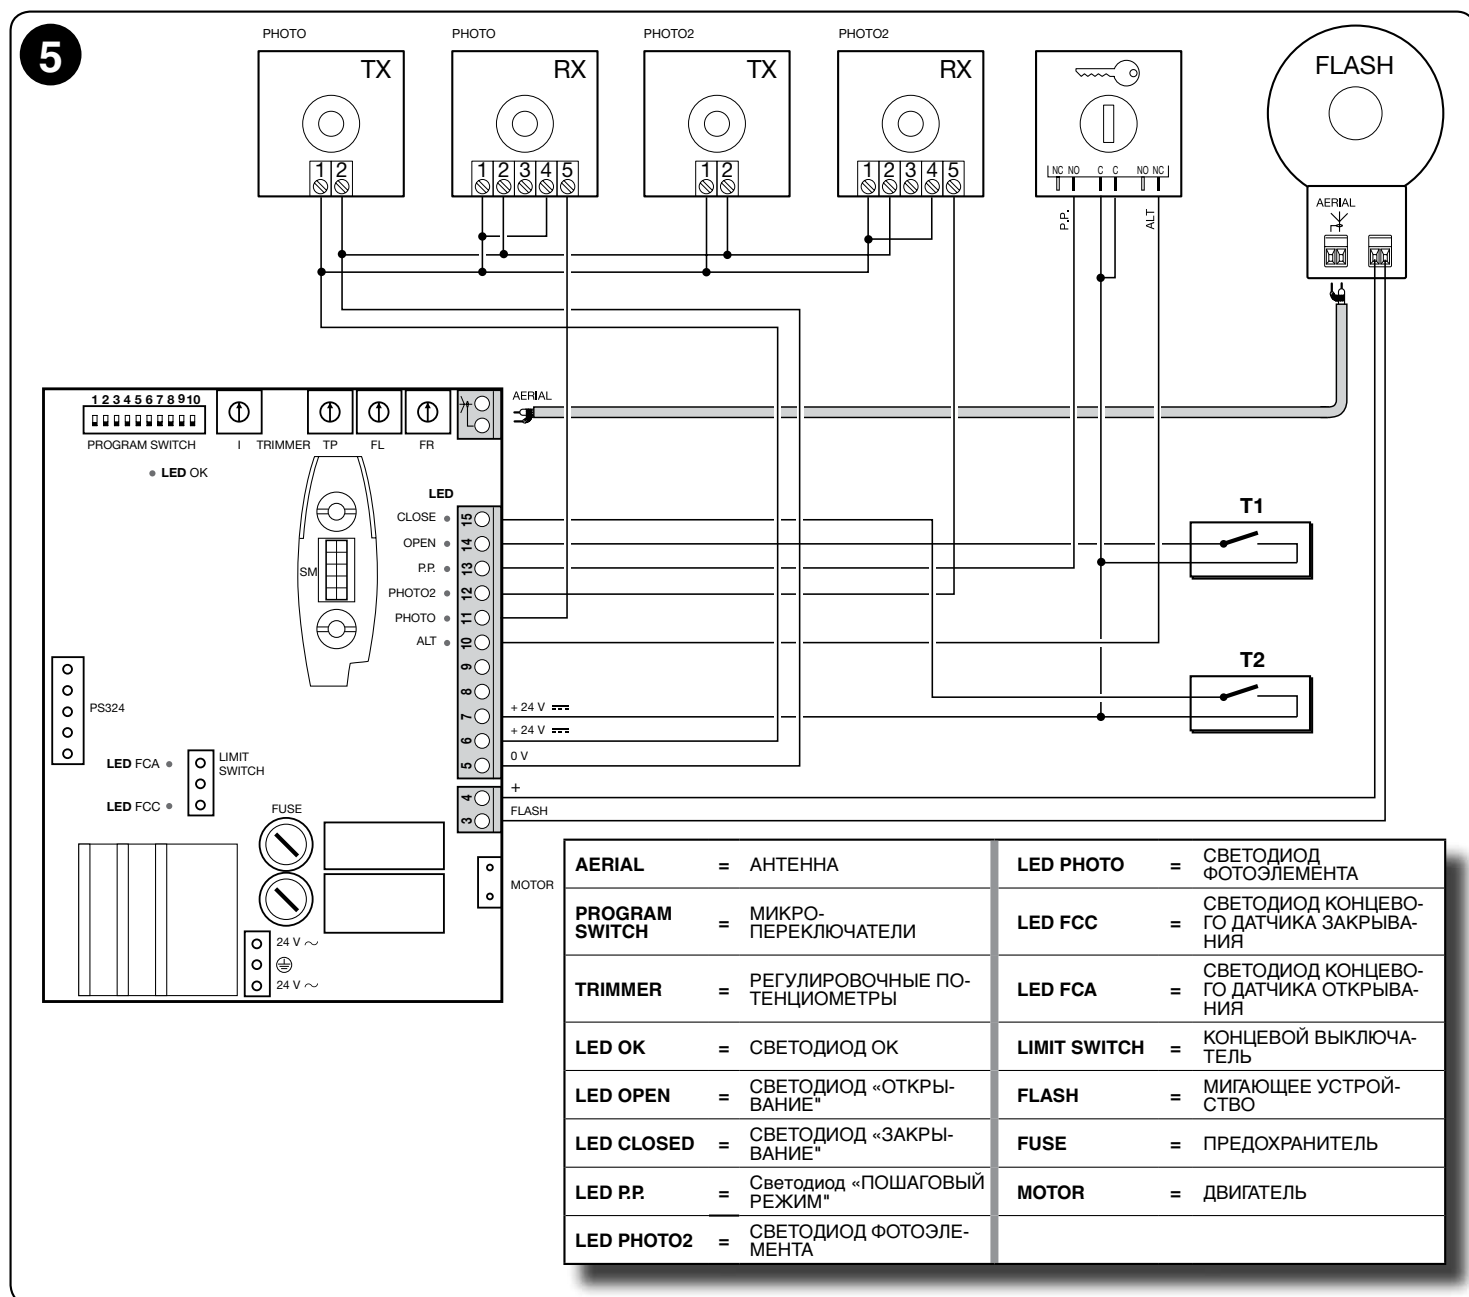 5
PHOTO
PHOTO
PHOTO2
PHOTO2
TX
RX
TX
RX
FLASH
1 2
1 2 3 4 5
1 2
1 2 3 4 5
NC NO C C NO NC
P.P.
ALT
AERIAL
1 2 3 4 5 6 7 8 9 10
PROGRAM SWITCH
I
TRIMMER
TP
FL
FR
AERIAL
LED OK
LED
CLOSE
15
OPEN
14
P.P.
13
PHOTO2
12
PHOTO
11
ALT
10
9
8
7
+ 24 V
6
+ 24 V
5
0 V
4
+
3
FLASH
SM
T1
T2
PS324
LED FCA
LIMIT
SWITCH
LED FCC
FUSE
MOTOR
24 V
24 V
AERIAL = АНТЕННА
PROGRAM
SWITCH = МИКРО-
ПЕРЕКЛЮЧАТЕЛИ
TRIMMER = РЕГУЛИРОВОЧНЫЕ ПО-
ТЕНЦИОМЕТРЫ
LED OK = СВЕТОДИОД ОК
LED OPEN = СВЕТОДИОД «ОТКРЫ-
ВАНИЕ"
LED CLOSED = СВЕТОДИОД «ЗАКРЫ-
ВАНИЕ"
LED P.P. = Светодиод «ПОШАГОВЫЙ
РЕЖИМ"
LED PHOTO2 = СВЕТОДИОД ФОТОЭЛЕ-
МЕНТА
LED PHOTO = СВЕТОДИОД
ФОТОЭЛЕМЕНТА
LED FCC = СВЕТОДИОД КОНЦЕВО-
ГО ДАТЧИКА ЗАКРЫВА-
НИЯ
LED FCA = СВЕТОДИОД КОНЦЕВО-
ГО ДАТЧИКА ОТКРЫВА-
НИЯ
LIMIT SWITCH = КОНЦЕВОЙ ВЫКЛЮЧА-
ТЕЛЬ
FLASH = МИГАЮЩЕЕ УСТРОЙ-
СТВО
FUSE = ПРЕДОХРАНИТЕЛЬ
MOTOR = ДВИГАТЕЛЬ